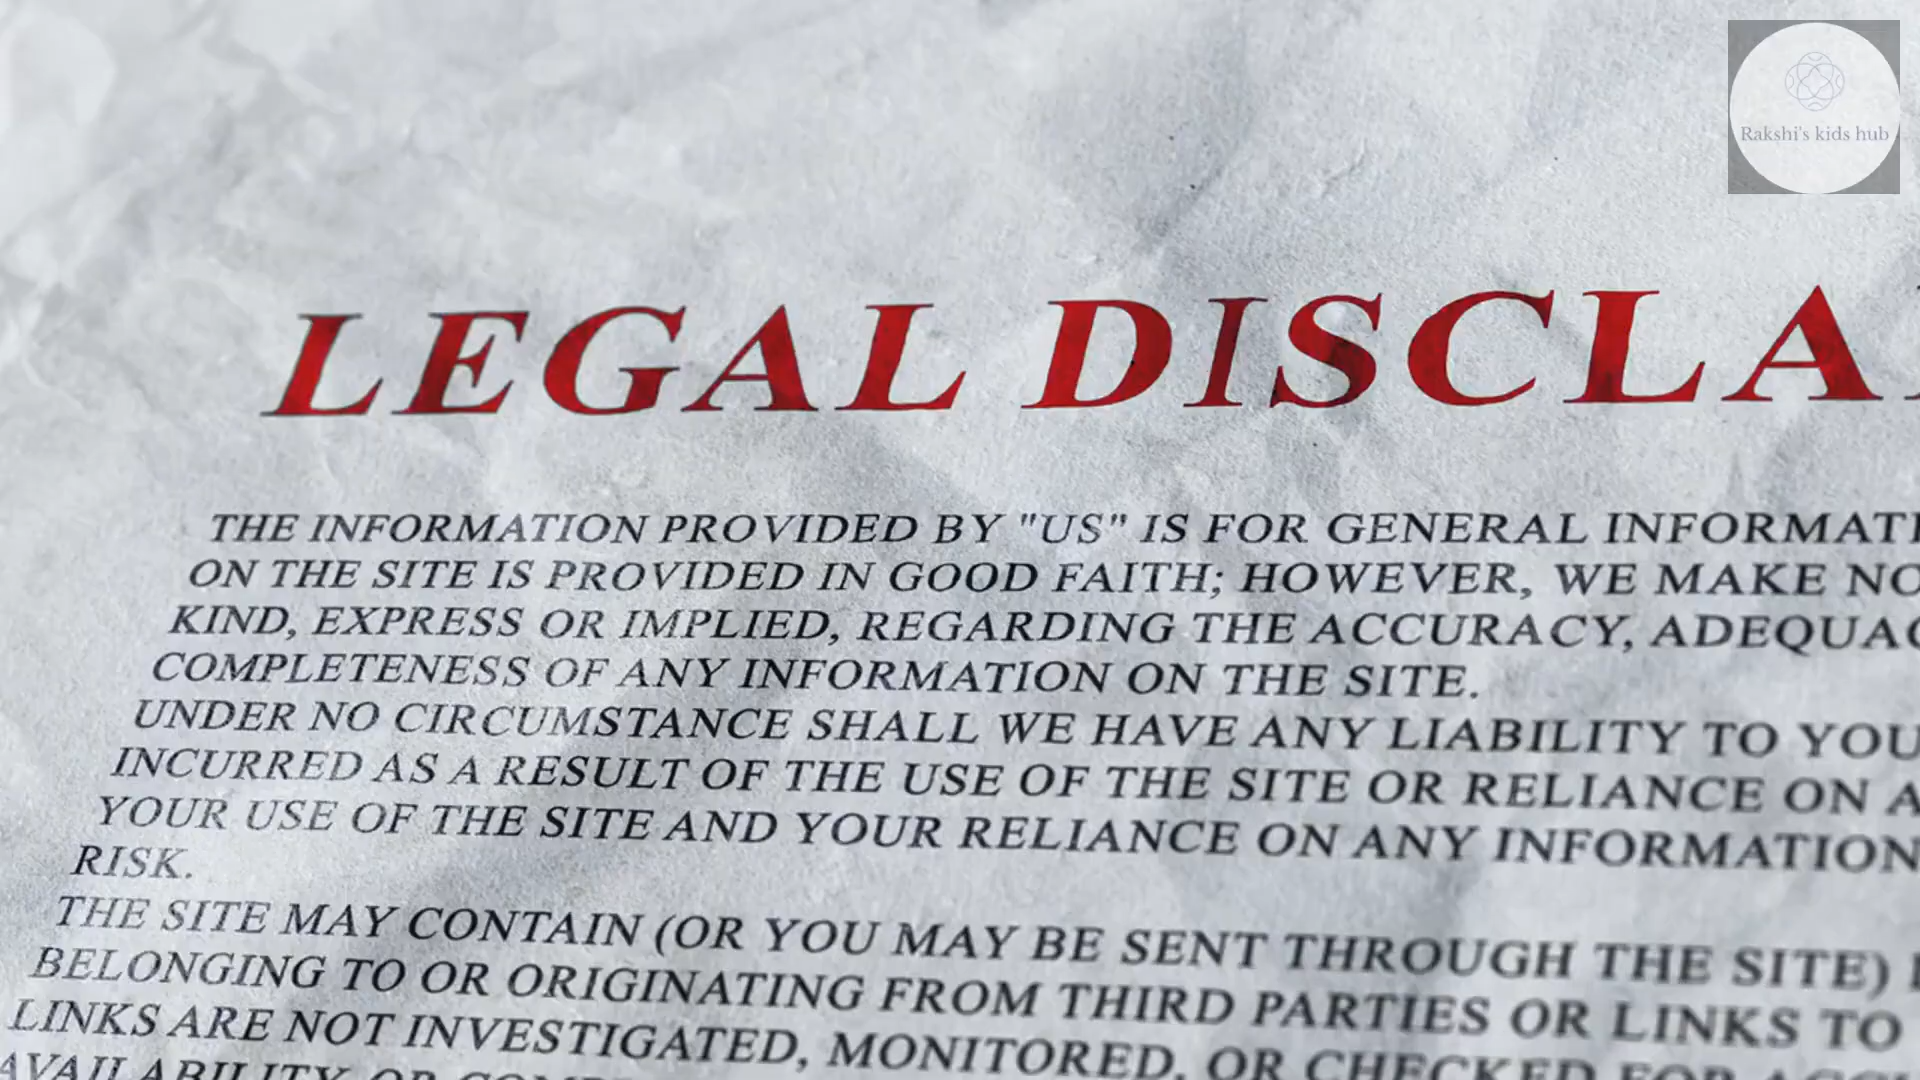 Rakshi's kids hub
LEGAL DISCLA
THE INFORMATION PROVIDED BY "US" IS FOR GENERAL INFORMATI
ON THE SITE IS PROVIDED IN GOOD FAITH; HOWEVER, WE MAKE NO
KIND, EXPRESS OR IMPLIED, REGARDING THE ACCURACY, ADEQUAC
COMPLETENESS OF ANY INFORMATION ON THE SITE.
UNDER NO CIRCUMSTANCE SHALL WE HAVE ANY LIABILITY TO YOU
INCURRED AS A RESULT OF THE USE OF THE SITE OR RELIANCE ON A
YOUR USE OF THE SITE AND YOUR RELIANCE ON ANY INFORMATION
RISK.
THE SITE MAY CONTAIN (OR YOU MAY BE SENT THROUGH THE SITE)
BELONGING TO OR ORIGINATING FROM THIRD PARTIES OR LINKS TO
LINKS ARE NOT INVESTIGATED, MONITORED, OR CHECKED FOR
AVAILABILITY OR